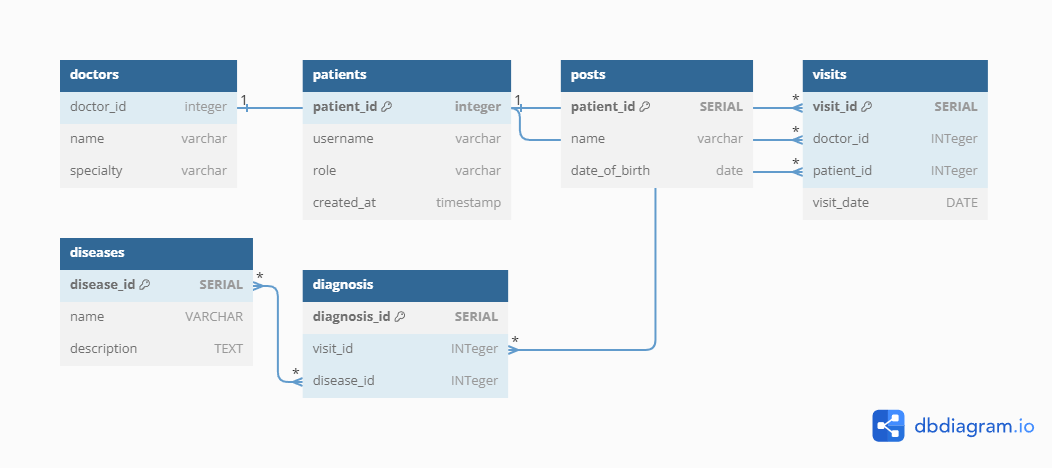 doctors
doctor_id integer
name varchar
specialty varchar
patients
patient_id integer
username varchar
role varchar
created_at timestamp
posts
patient_id SERIAL
name varchar
date_of_birth date
visits
visit_id SERIAL
doctor_id INTeger
patient_id INTeger
visit_date DATE
1
1
*
*
*
diseases
disease_id SERIAL
name VARCHAR
description TEXT
*
*
diagnosis
diagnosis_id SERIAL
visit_id INTeger
disease_id INTeger
*
dbdiagram.io